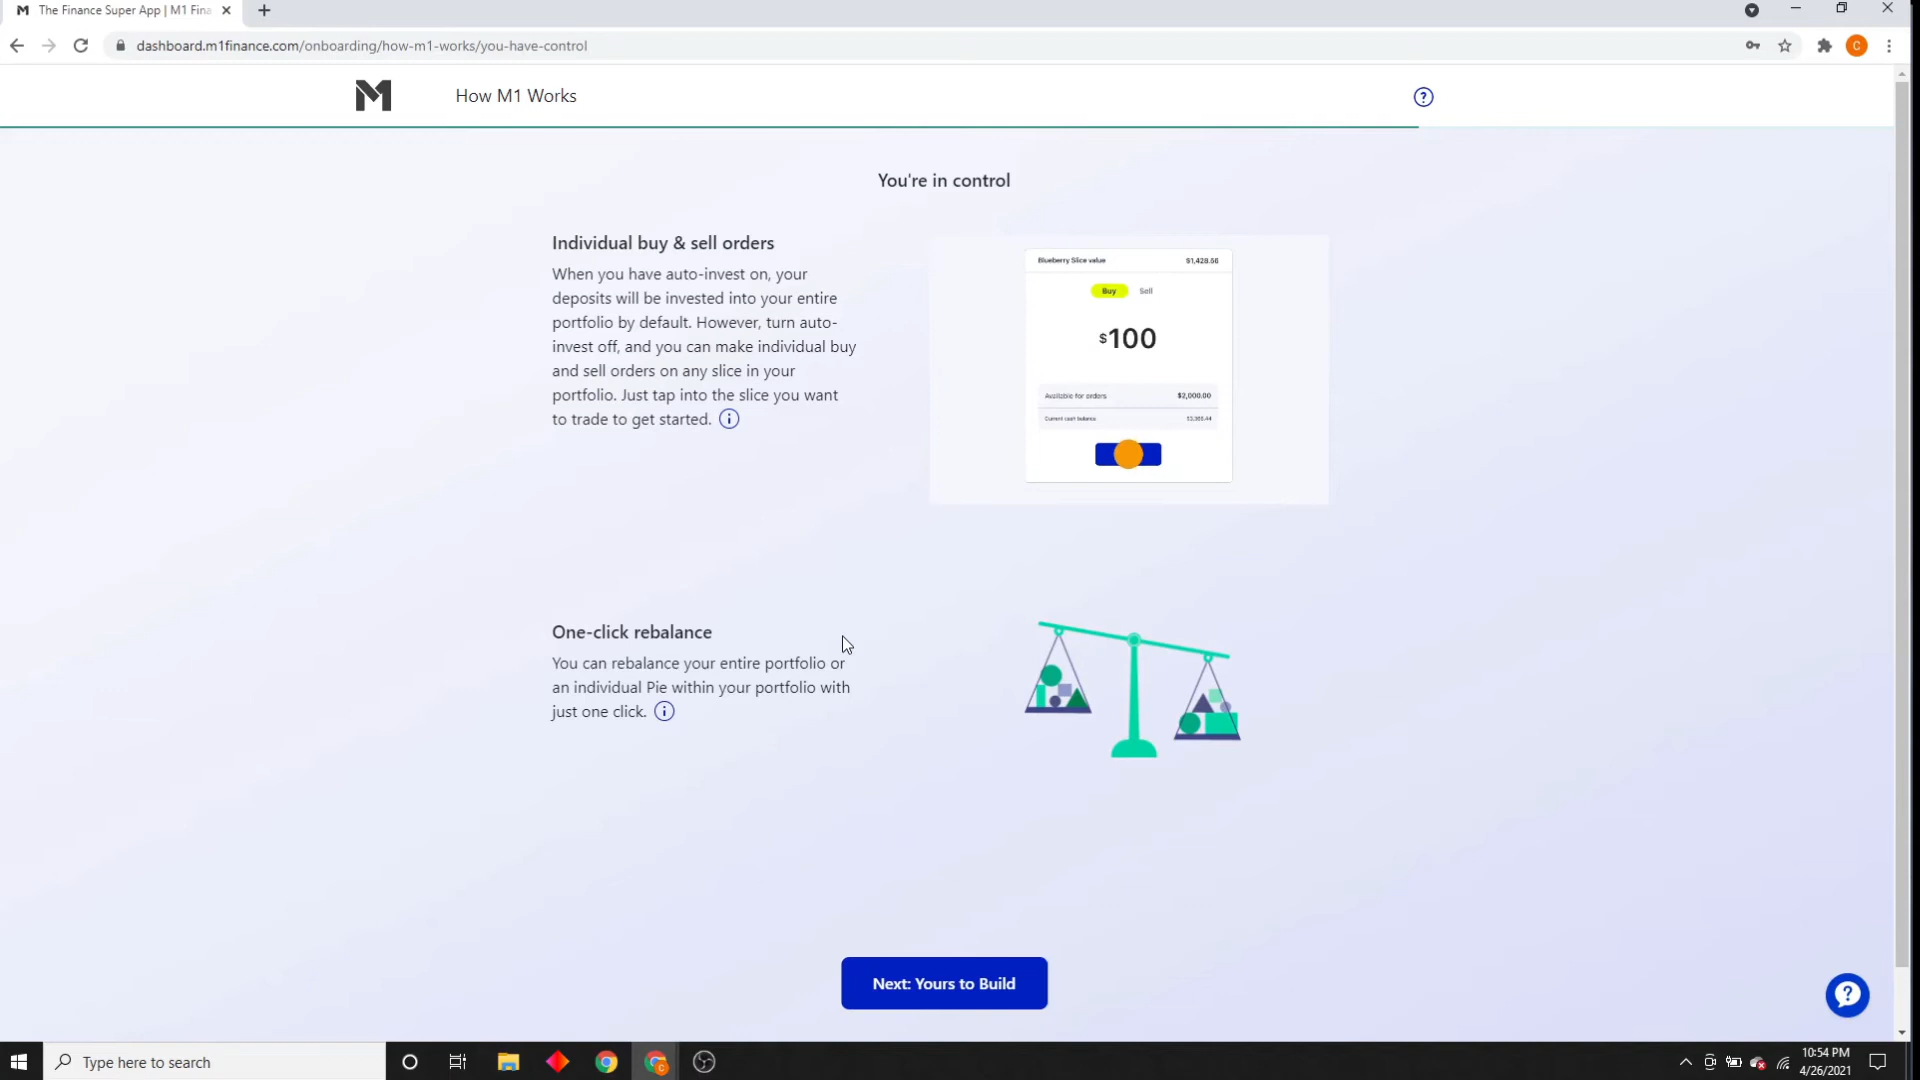 The Finance Super App | M1 Fina
dashboard.m1finance.com/onboarding/how-m1-works/you-have-control
C
How M1 Works
?
You're in control
Individual buy & sell orders
When you have auto-invest on, your
deposits will be invested into your entire
portfolio by default. However, turn auto-
invest off, and you can make individual buy
and sell orders on any slice in your
portfolio. Just tap into the slice you want
to trade to get started.
Blueberry Slice value $1,428.56
Buy Sell
$100
Available for orders $2,000.00
Current cash balance
One-click rebalance
You can rebalance your entire portfolio or
an individual Pie within your portfolio with
just one click.
Next: Yours to Build
?
Type here to search
10:54 PM
4/26/2021